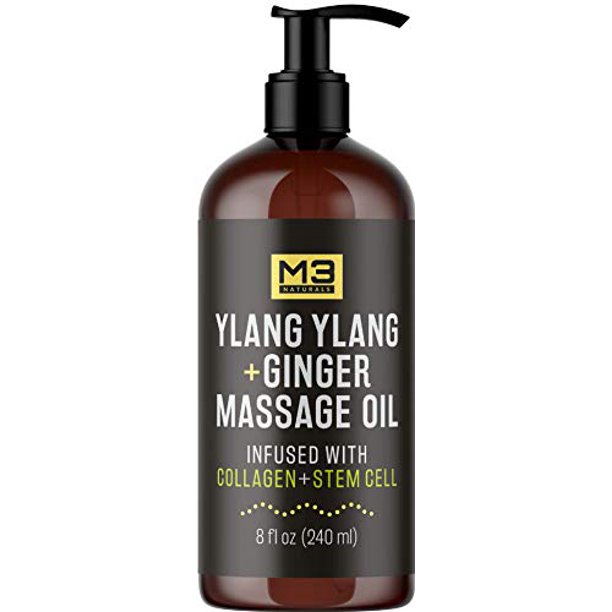 M3
NATURALS
YLANG YLANG
+GINGER
MASSAGE OIL
INFUSED WITH
COLLAGEN+STEM CELL
8 fl oz (240 ml)